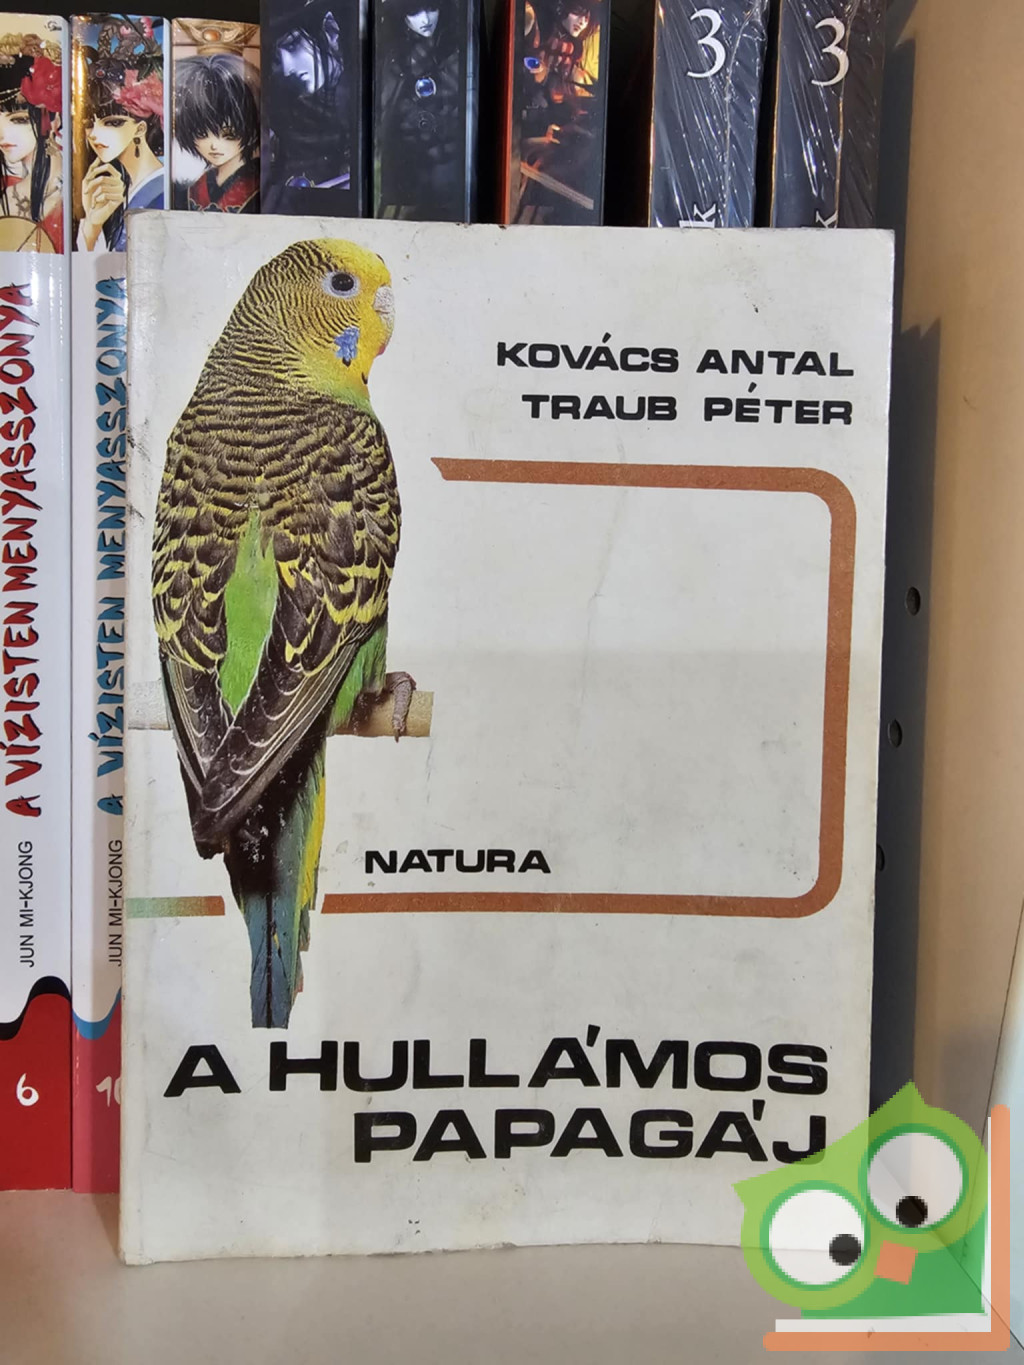 KOVÁCS ANTAL
TRAUB PÉTER
NATURA
A HULLÁMOS
PAPAGÁJ
A VÍZISTEN MENYASSZONYA
JUN MI-KJONG
6
A VÍZISTEN MENYASSZONYA
JUN MI-KJONG
10
3
k
3
k